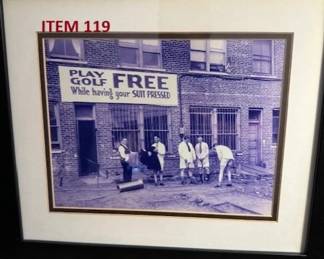 ITEM 119
PLAY GOLF FREE
While having your SUIT PRESSED